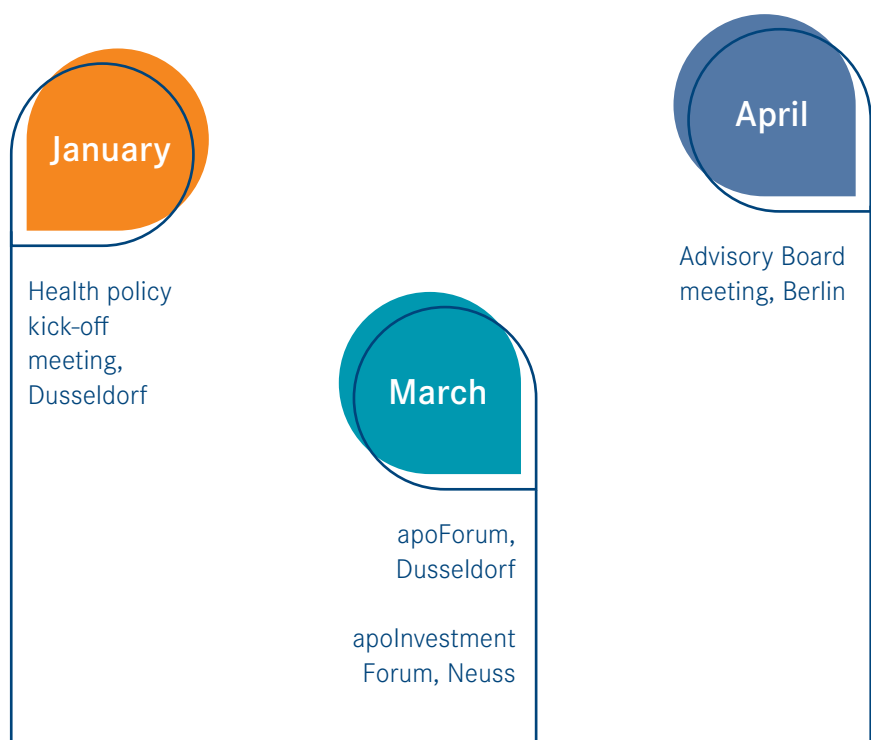 January
Health policy
kick-off
meeting,
Dusseldorf
March
apoForum,
Dusseldorf
apoInvestment
Forum, Neuss
April
Advisory Board
meeting, Berlin